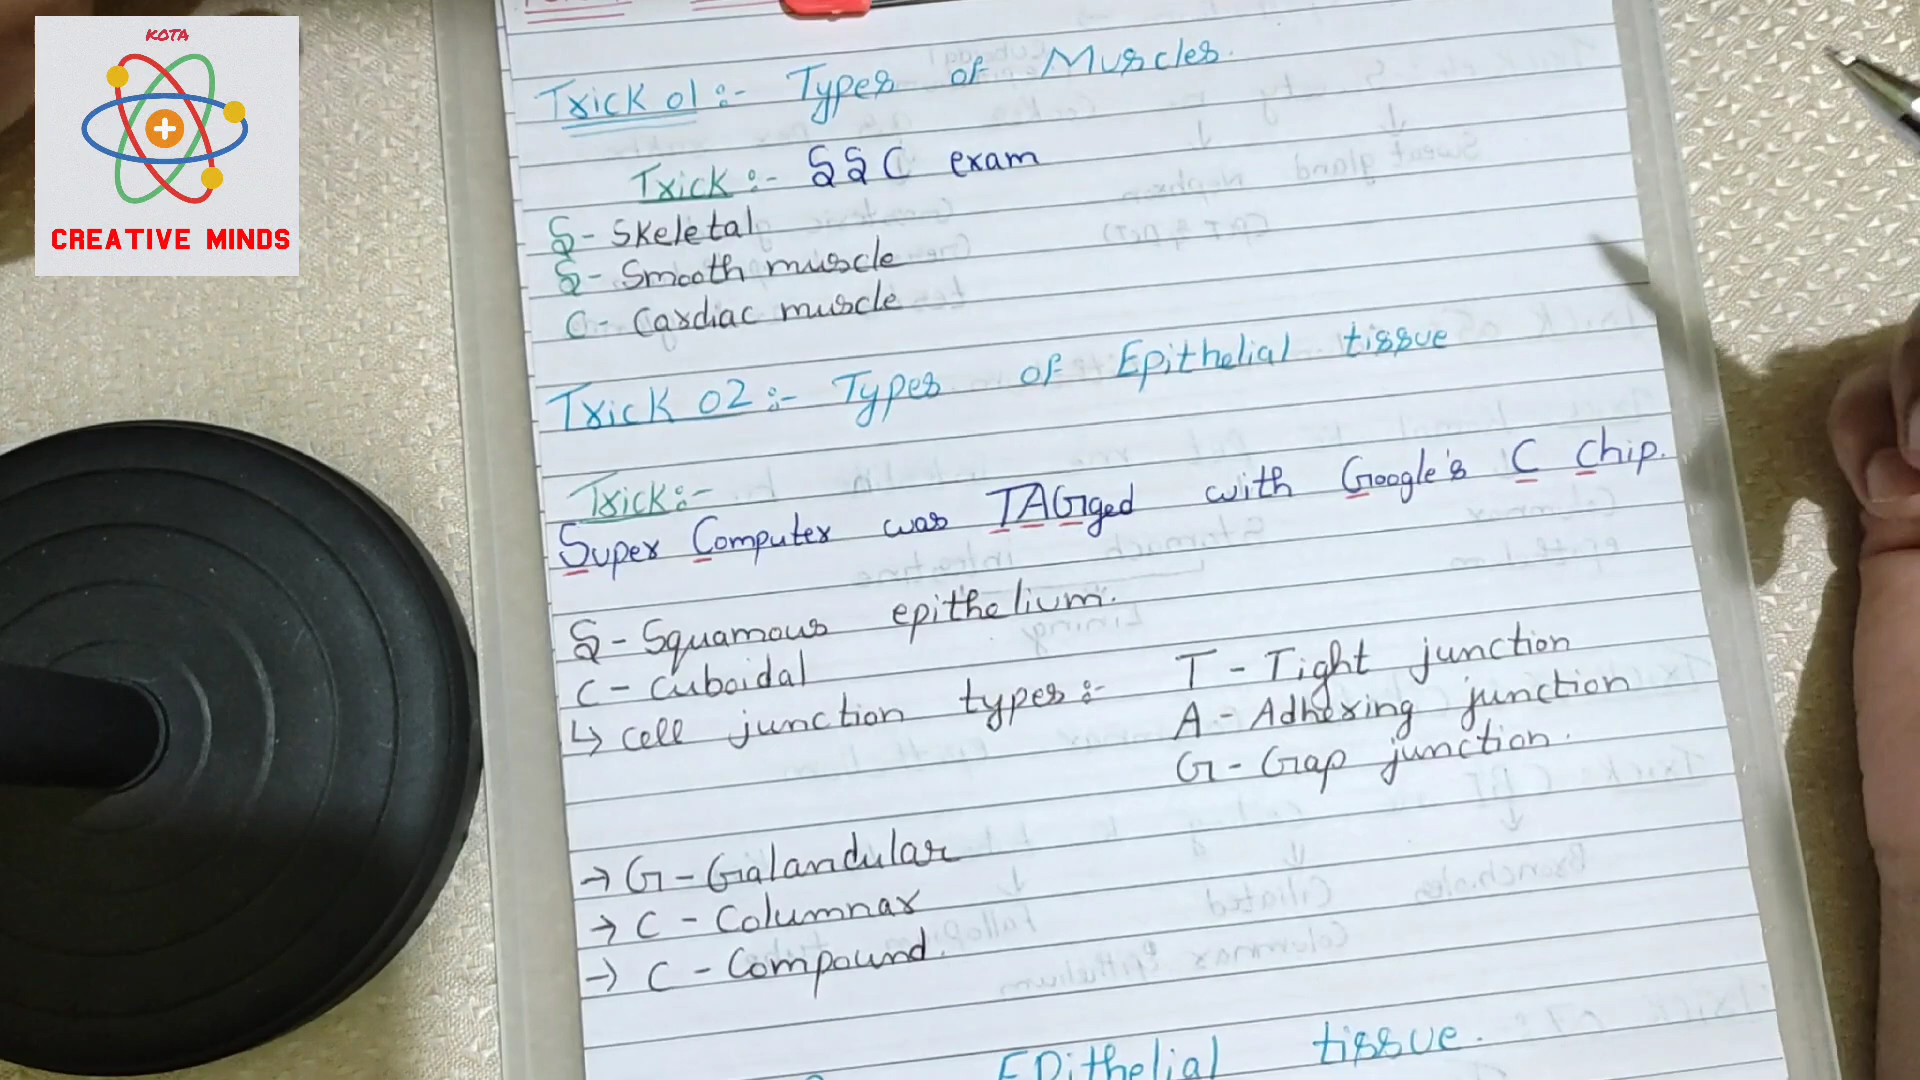 KOTA
CREATIVE MINDS
Trick 01:- Types of Muscles.
Trick:- SSC exam
S- Skeletal
S- Smooth muscle
C- Cardiac muscle
Trick 02:- Types of Epithelial tissue
Trick:-
Super Computer was TAGged with Google's C Chip.
S - Squamous epithelium.
C - Cuboidal
↳ cell junction types:-
T - Tight junction
A - Adhering junction
G - Gap junction.
→ G - Galandular
→ C - Columnar
→ C - Compound.
Epithelial tissue.